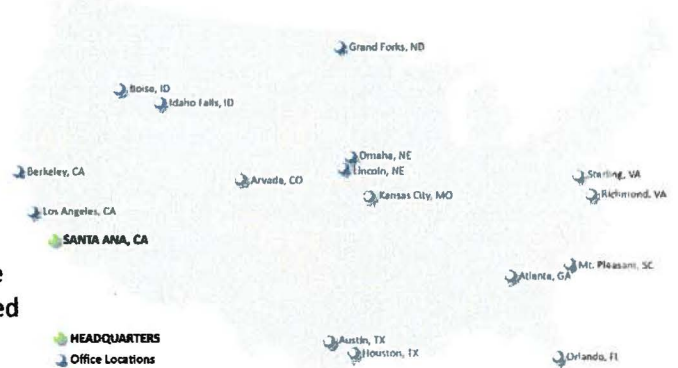 Grand Forks, ND
Boise, ID
Idaho Falls, ID
Omaha, NE
Lincoln, NE
Berkeley, CA
Arvada, CO
Kansas City, MO
Sterling, VA
Richmond, VA
Los Angeles, CA
SANTA ANA, CA
Mt. Pleasant, SC
Atlanta, GA
e
ed
HEADQUARTERS
Office Locations
Austin, TX
Houston, TX
Orlando, FL